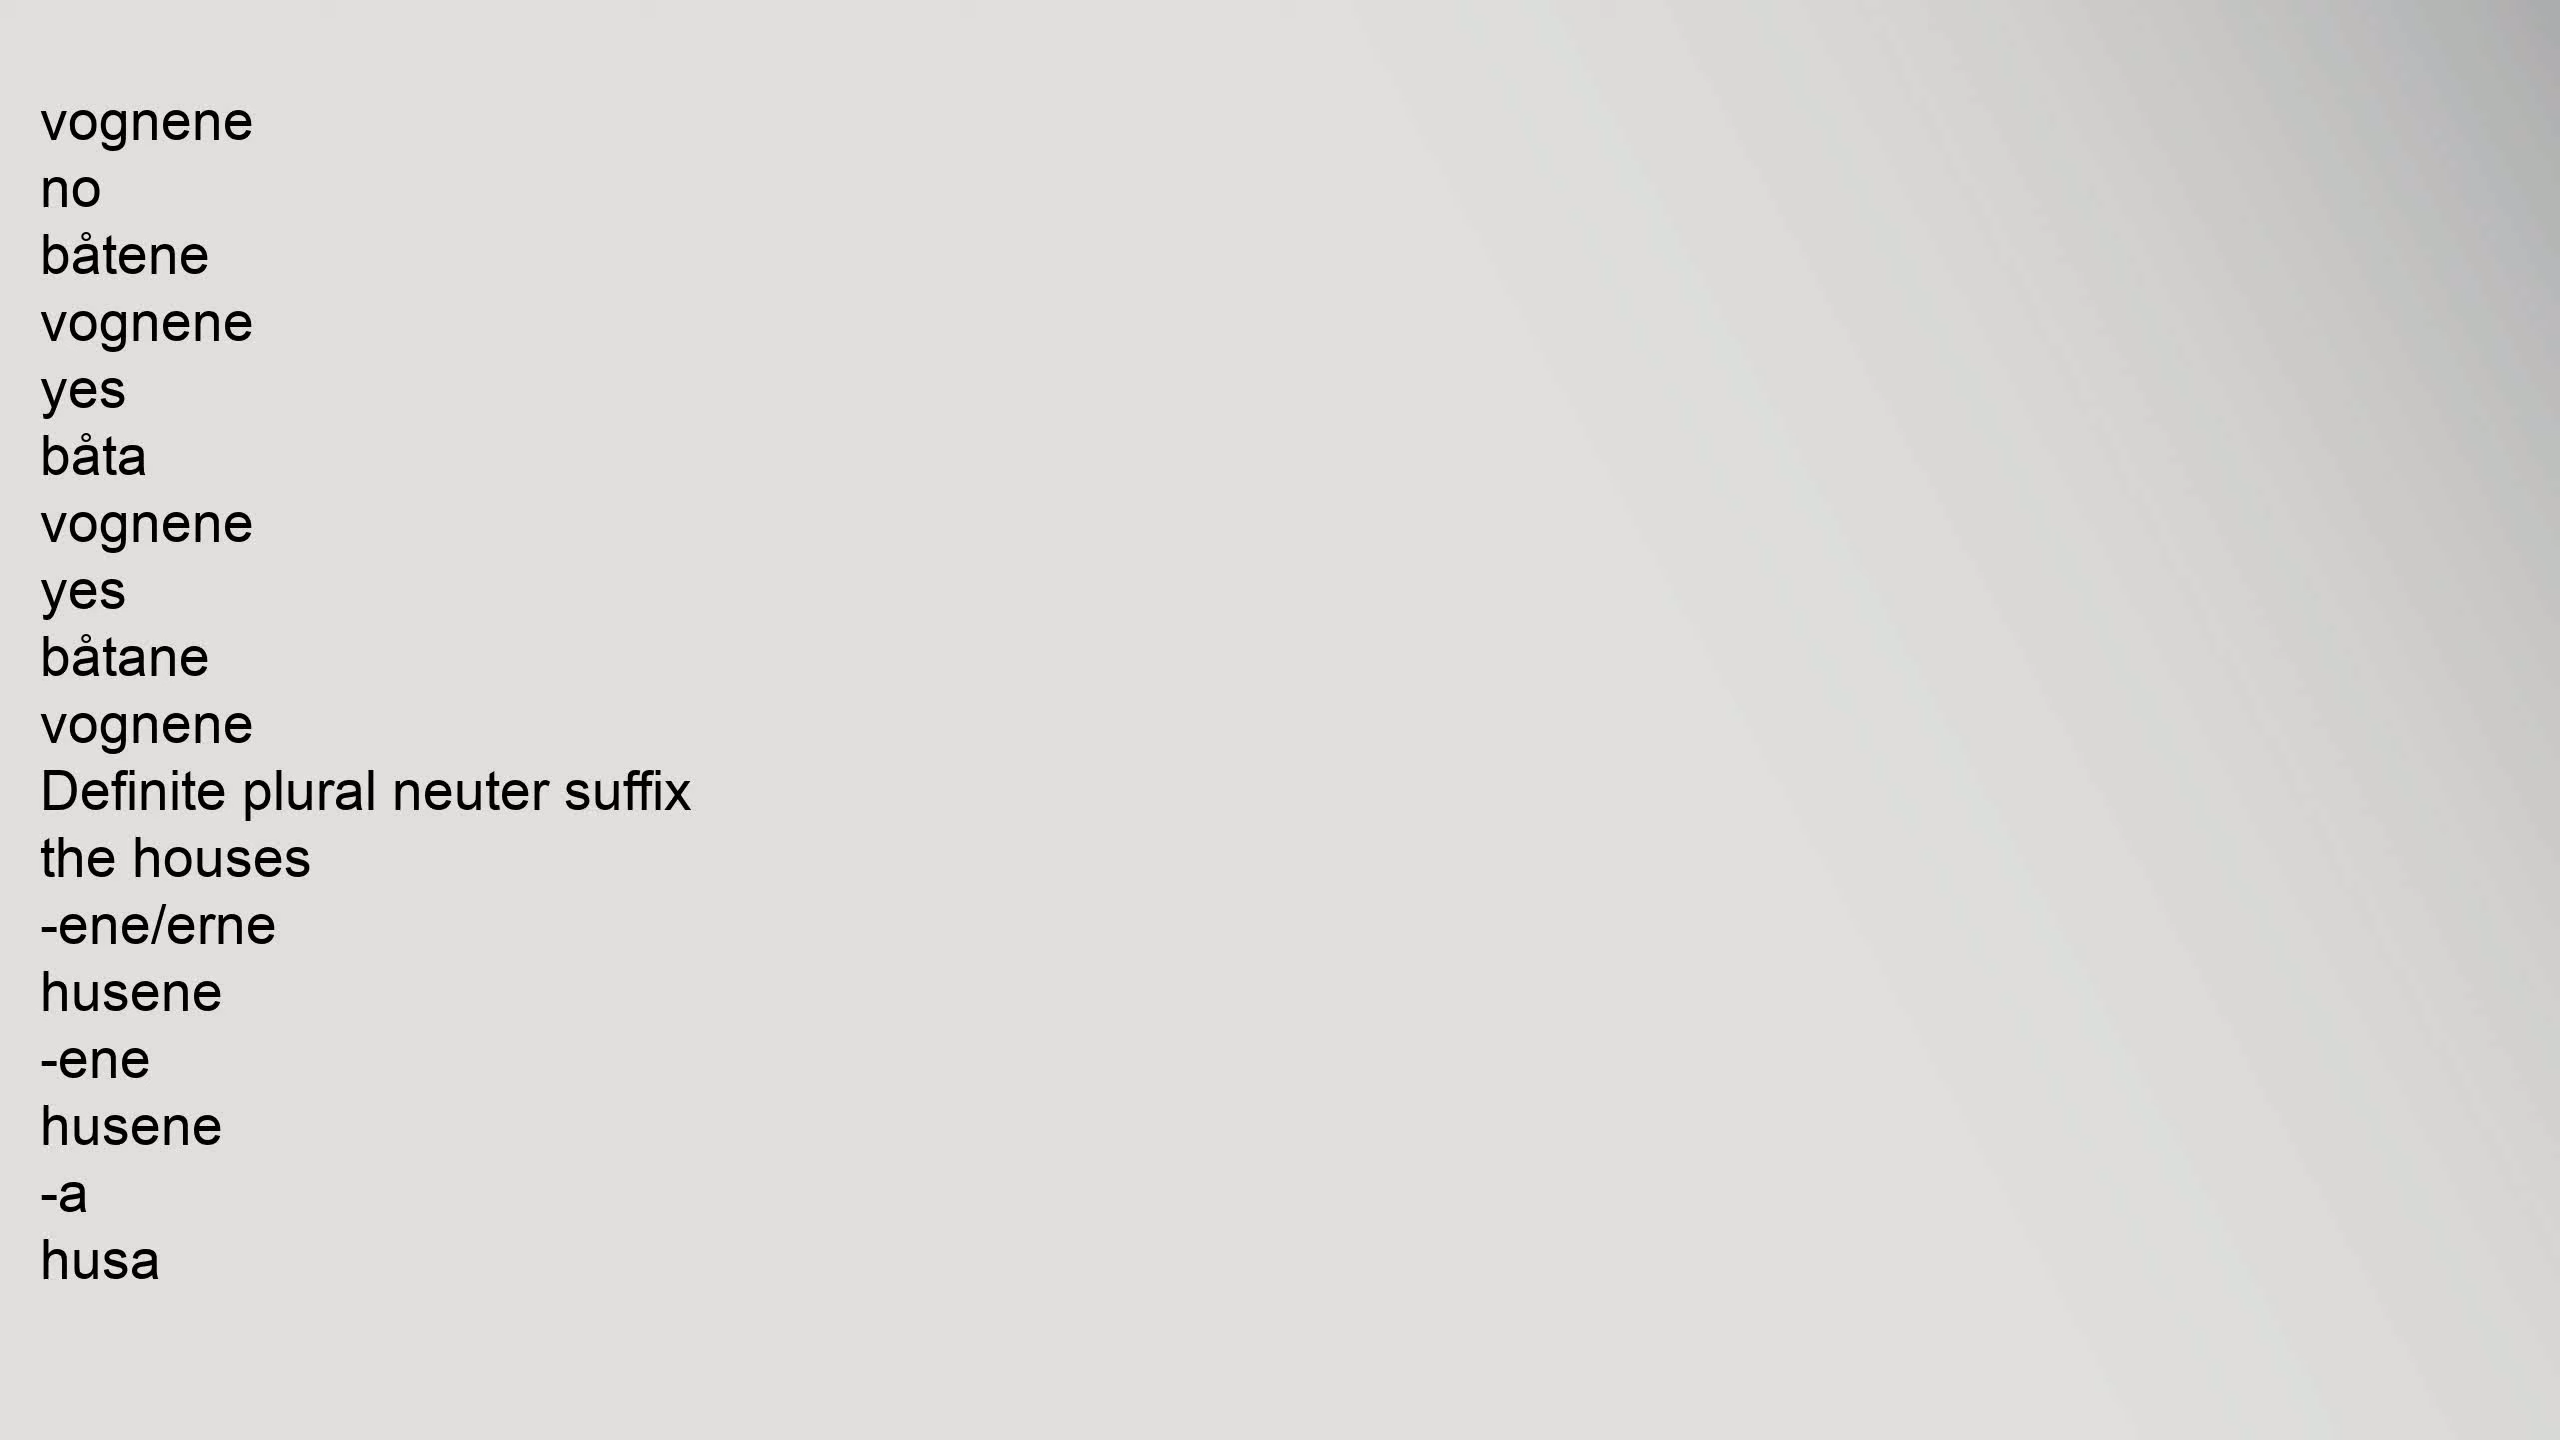 vognene
no
båtene
vognene
yes
båta
vognene
yes
båtane
vognene
Definite plural neuter suffix
the houses
-ene/erne
husene
-ene
husene
-a
husa